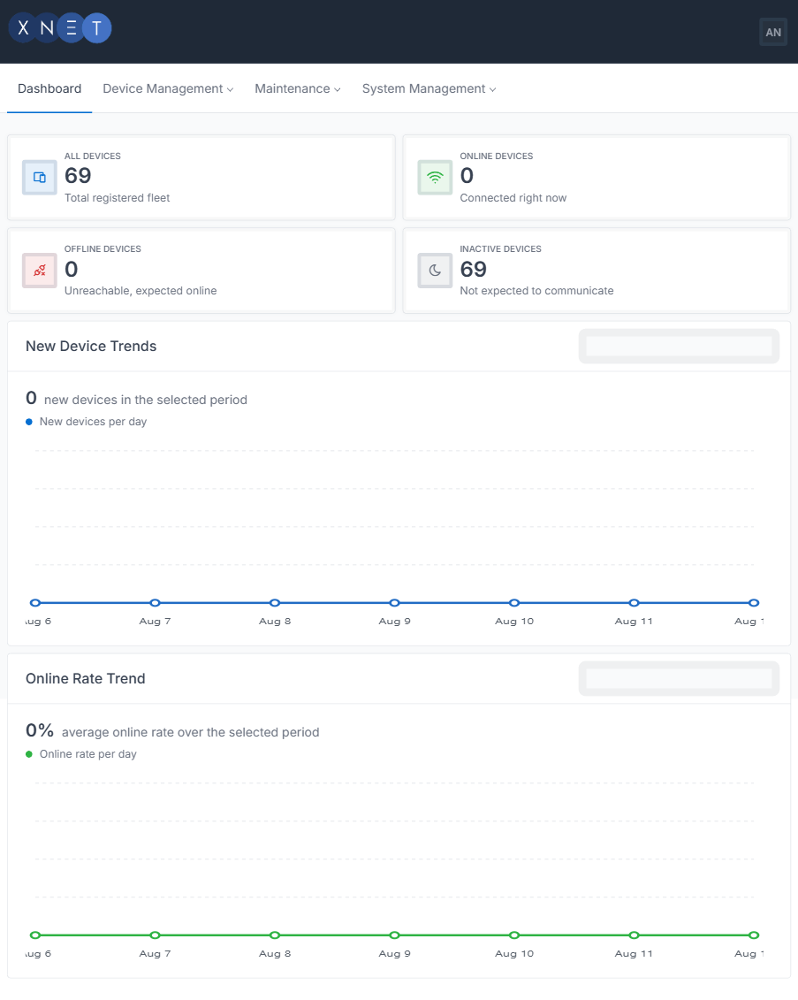 X N E T
AN
Dashboard Device Management Maintenance System Management
ALL DEVICES
69
Total registered fleet
ONLINE DEVICES
0
Connected right now
OFFLINE DEVICES
0
Unreachable, expected online
INACTIVE DEVICES
69
Not expected to communicate
New Device Trends
0 new devices in the selected period
New devices per day
ug 6 Aug 7 Aug 8 Aug 9 Aug 10 Aug 11 Aug 1
Online Rate Trend
0% average online rate over the selected period
Online rate per day
ug 6 Aug 7 Aug 8 Aug 9 Aug 10 Aug 11 Aug 1